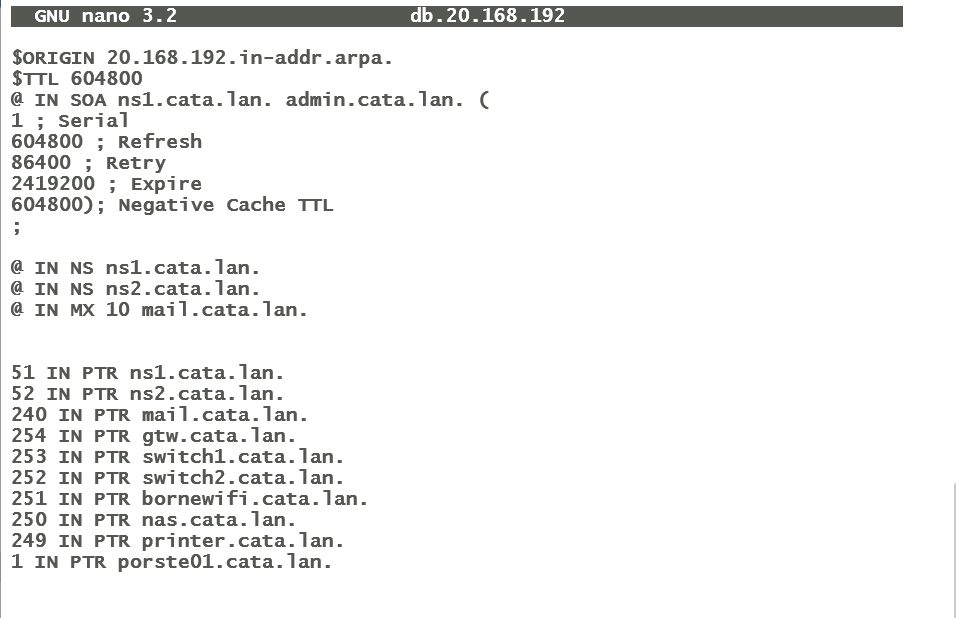 GNU nano 3.2 db.20.168.192
$ORIGIN 20.168.192.in-addr.arpa.
$TTL 604800
@ IN SOA ns1.cata.lan. admin.cata.lan. (
1 ; Serial
604800 ; Refresh
86400 ; Retry
2419200 ; Expire
604800); Negative Cache TTL
;
@ IN NS ns1.cata.lan.
@ IN NS ns2.cata.lan.
@ IN MX 10 mail.cata.lan.
51 IN PTR ns1.cata.lan.
52 IN PTR ns2.cata.lan.
240 IN PTR mail.cata.lan.
254 IN PTR gtw.cata.lan.
253 IN PTR switch1.cata.lan.
252 IN PTR switch2.cata.lan.
251 IN PTR bornewifi.cata.lan.
250 IN PTR nas.cata.lan.
249 IN PTR printer.cata.lan.
1 IN PTR porste01.cata.lan.